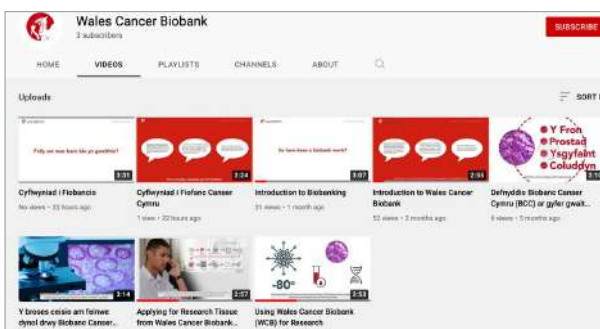 Wales Cancer Biobank
3 subscribers
SUBSCRIBE
HOME VIDEOS PLAYLISTS CHANNELS ABOUT
Uploads
SORT
3:31
3:24
So how does a biobank work?
3:07
2:55
Y Fron
Prostad
Ysgyfaint
Coluddyn
Cyflwyniad i Fiobancio
No views • 22 hours ago
Cyflwyniad i Fiofanc Canser
Cymru
1 view • 22 hours ago
Introduction to Biobanking
31 views • 1 month ago
Introduction to Wales Cancer
Biobank
52 views • 3 months ago
Defnyddio Biobanc Canser
Cymru (BCC) ar gyfer gwait...
6 views • 5 months ago
3:14
2:57
-80°
2:53
Y broses ceisio am feinwe
dynol drwy Biobanc Canser...
Applying for Research Tissue
from Wales Cancer Biobank...
Using Wales Cancer Biobank
(WCB) for Research